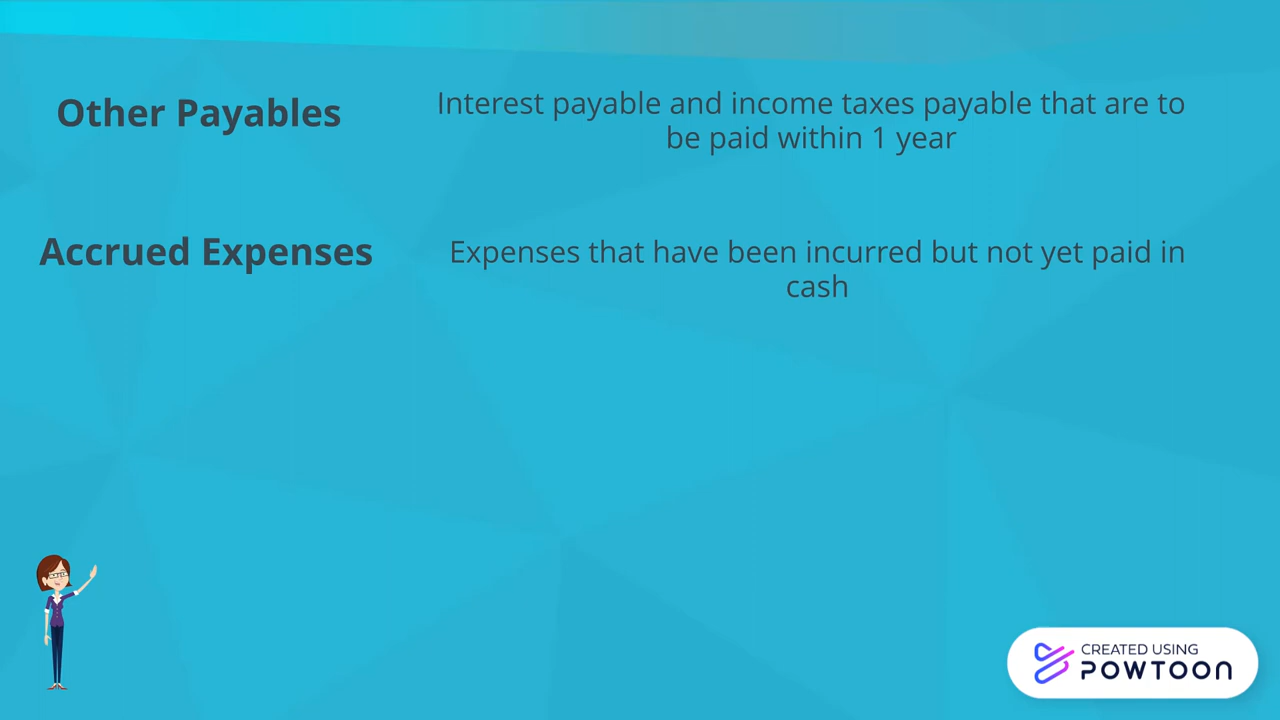 Other Payables
Interest payable and income taxes payable that are to
be paid within 1 year
Accrued Expenses
Expenses that have been incurred but not yet paid in
cash
CREATED USING
POWTOON